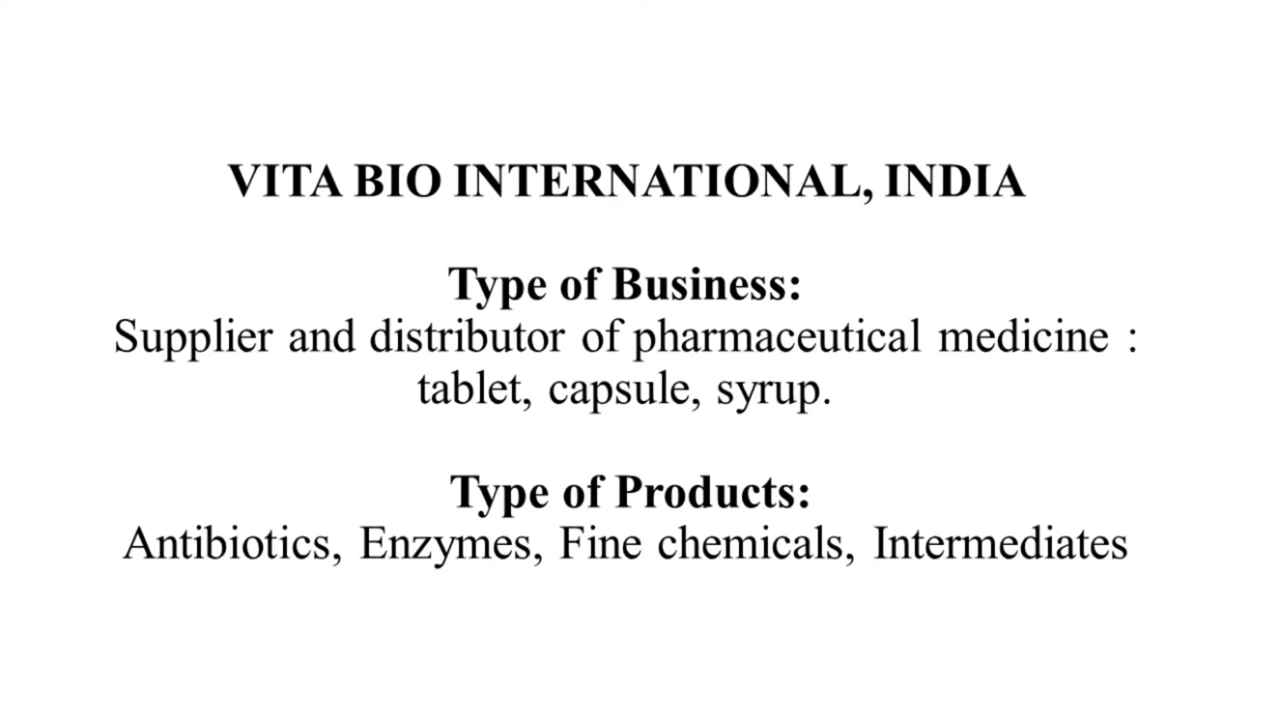 VITA BIO INTERNATIONAL, INDIA
Type of Business:
Supplier and distributor of pharmaceutical medicine :
tablet, capsule, syrup.
Type of Products:
Antibiotics, Enzymes, Fine chemicals, Intermediates